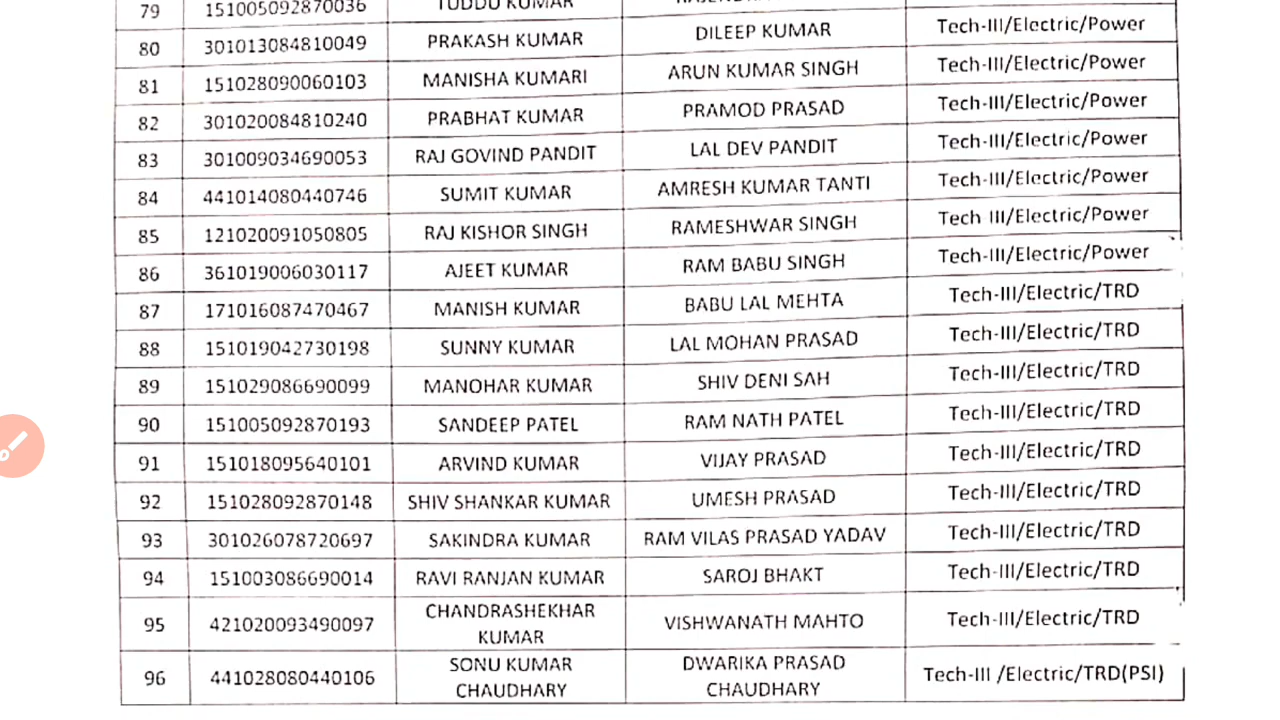 79 151005092870036 TUDDU KUMAR
80 301013084810049 PRAKASH KUMAR DILEEP KUMAR Tech-III/Electric/Power
81 151028090060103 MANISHA KUMARI ARUN KUMAR SINGH Tech-III/Electric/Power
82 301020084810240 PRABHAT KUMAR PRAMOD PRASAD Tech-III/Electric/Power
83 301009034690053 RAJ GOVIND PANDIT LAL DEV PANDIT Tech-III/Electric/Power
84 441014080440746 SUMIT KUMAR AMRESH KUMAR TANTI Tech-III/Electric/Power
85 121020091050805 RAJ KISHOR SINGH RAMESHWAR SINGH Tech III/Electric/Power
86 361019006030117 AJEET KUMAR RAM BABU SINGH Tech-III/Electric/Power
87 171016087470467 MANISH KUMAR BABU LAL MEHTA Tech-III/Electric/TRD
88 151019042730198 SUNNY KUMAR LAL MOHAN PRASAD Tech-III/Electric/TRD
89 151029086690099 MANOHAR KUMAR SHIV DENI SAH Tech-III/Electric/TRD
90 151005092870193 SANDEEP PATEL RAM NATH PATEL Tech-III/Electric/TRD
91 151018095640101 ARVIND KUMAR VIJAY PRASAD Tech-III/Electric/TRD
92 151028092870148 SHIV SHANKAR KUMAR UMESH PRASAD Tech-III/Electric/TRD
93 301026078720697 SAKINDRA KUMAR RAM VILAS PRASAD YADAV Tech-III/Electric/TRD
94 151003086690014 RAVI RANJAN KUMAR SAROJ BHAKT Tech-III/Electric/TRD
95 421020093490097 CHANDRASHEKHAR
KUMAR VISHWANATH MAHTO Tech-III/Electric/TRD
96 441028080440106 SONU KUMAR
CHAUDHARY DWARIKA PRASAD
CHAUDHARY Tech-III /Electric/TRD(PSI)